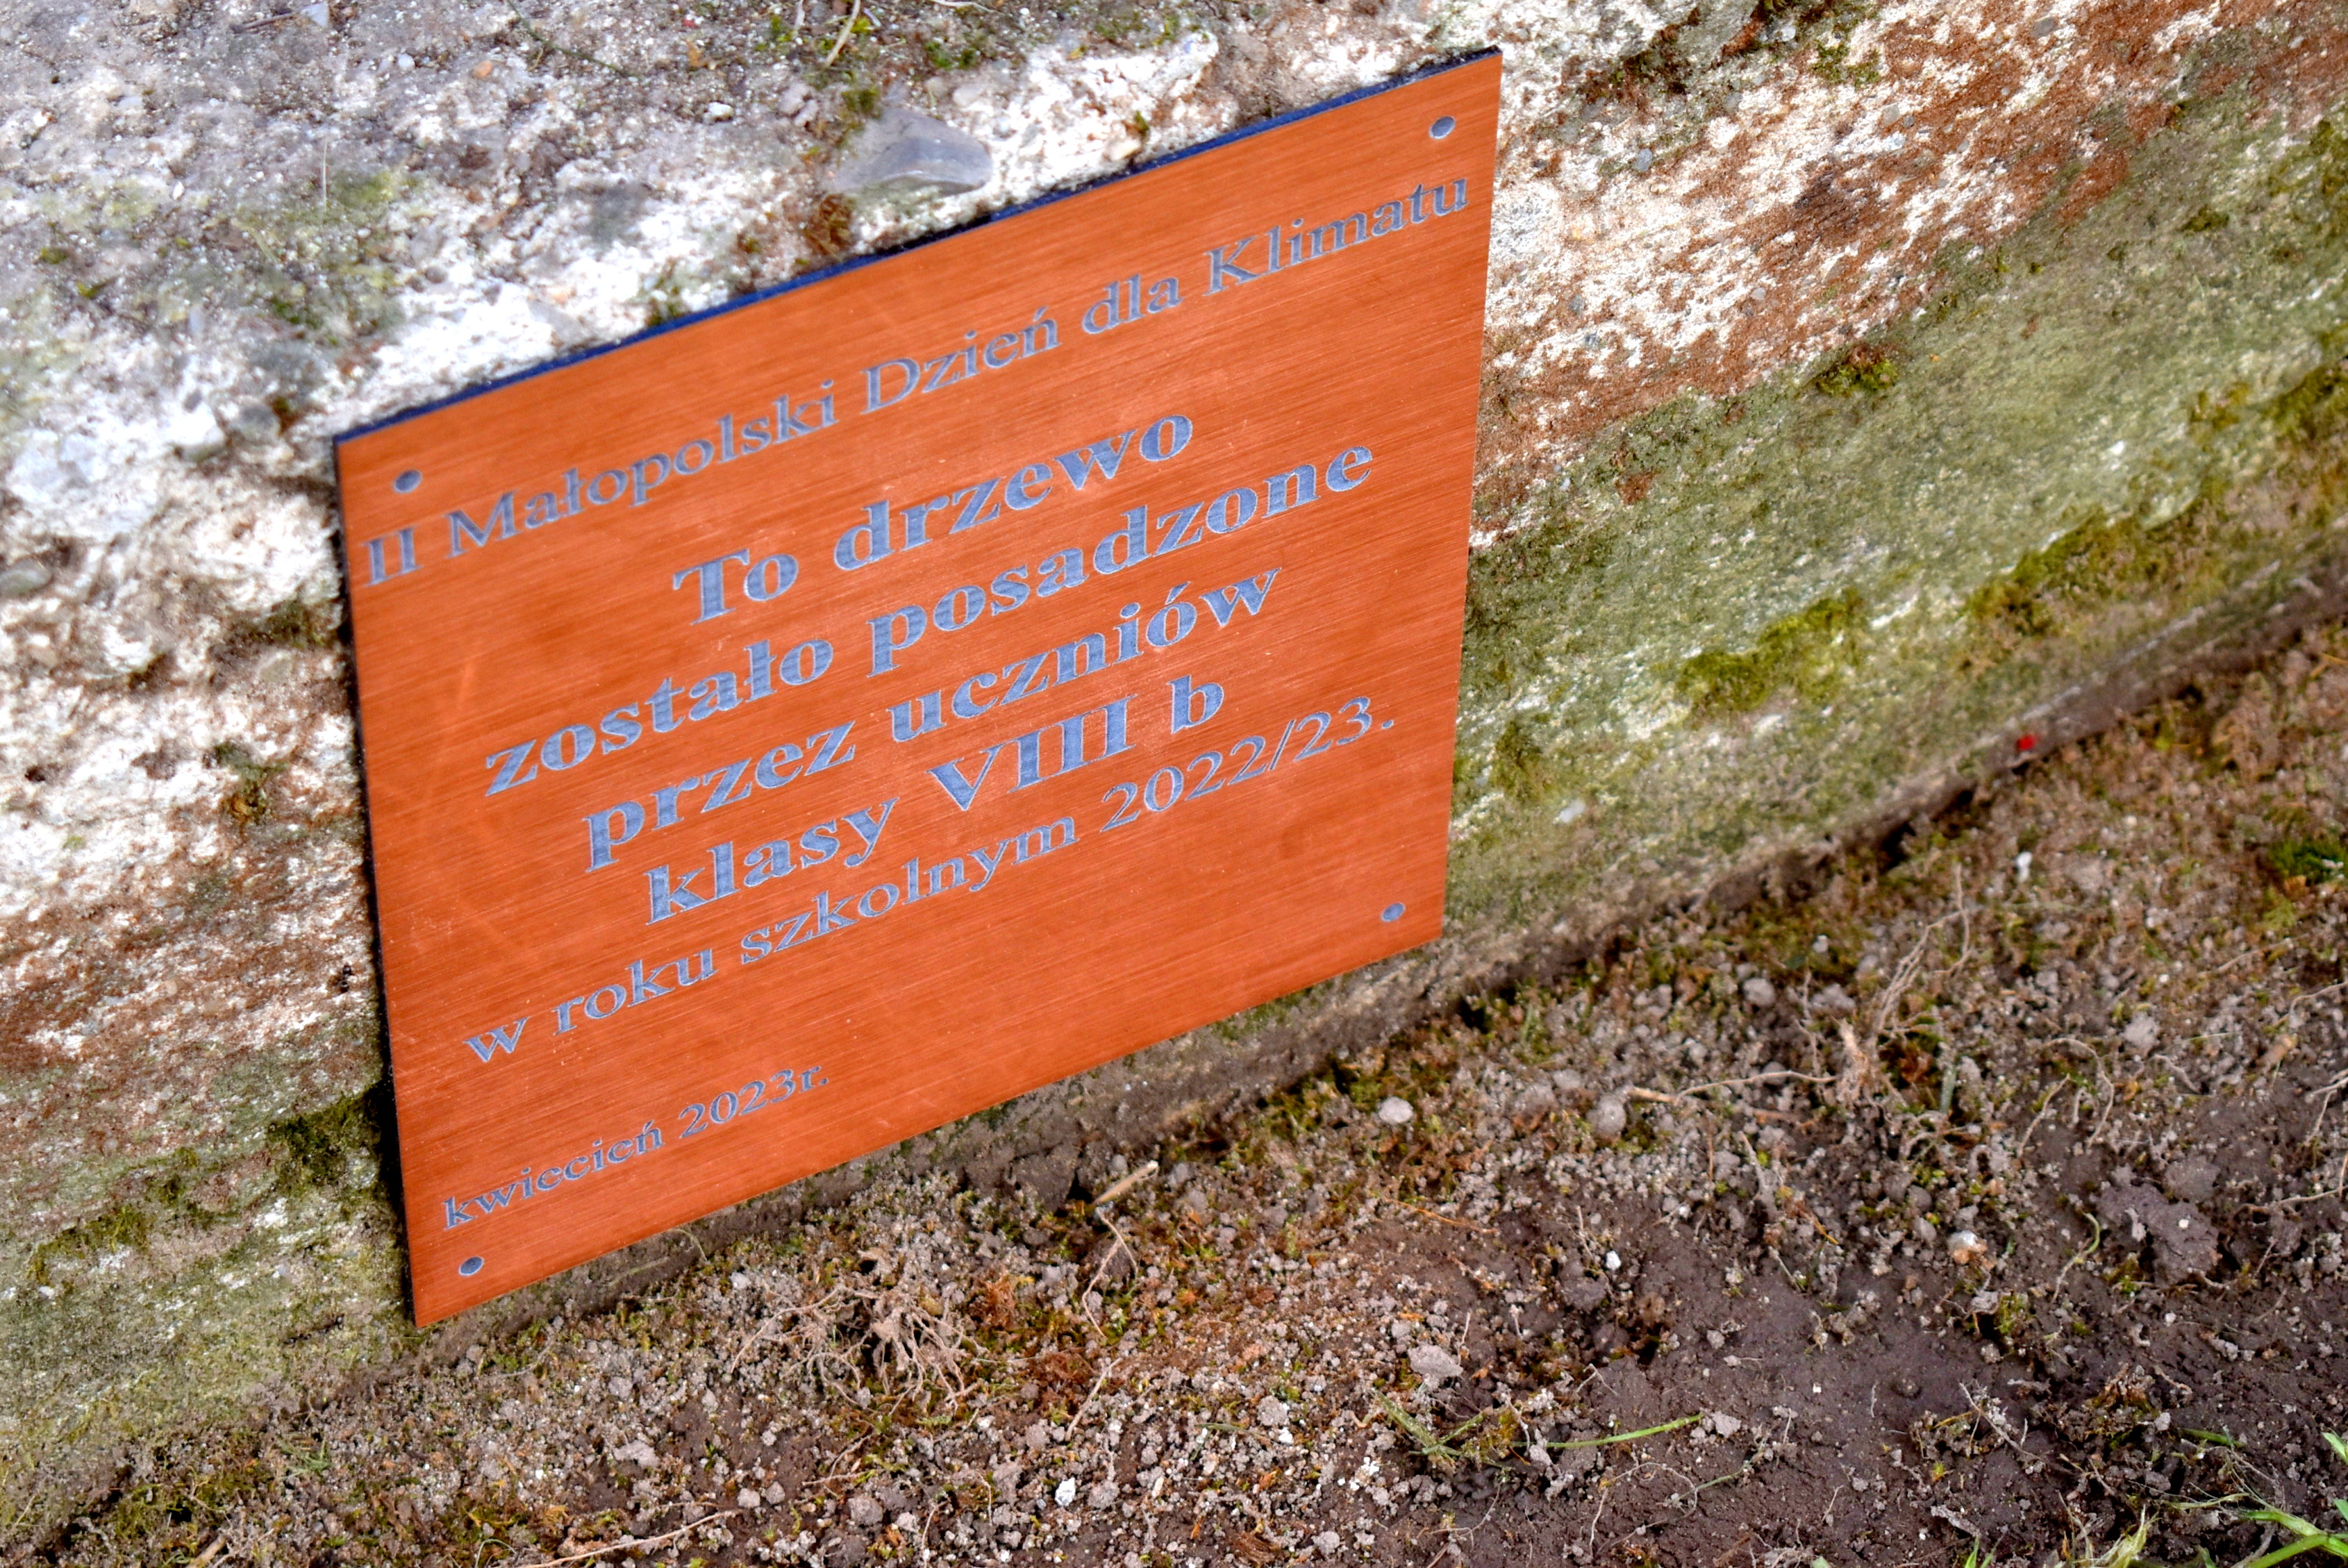 II Małopolski Dzień dla Klimatu
To drzewo
zostało posadzone
przez uczniów
klasy VIII b
w roku szkolnym 2022/23.
kwiecień 2023r.